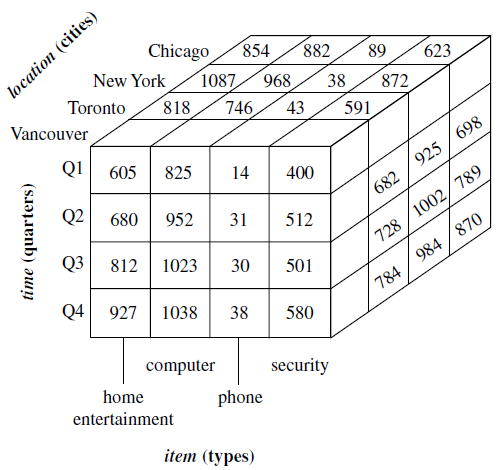 location (cities)
Chicago 854 882 89 623
New York 1087 968 38 872
Toronto 818 746 43 591
Vancouver
Q1 605 825 14 400
Q2 680 952 31 512
Q3 812 1023 30 501
Q4 927 1038 38 580
682 925 698
728 1002 789
784 984 870
time (quarters)
computer security
home phone
entertainment
item (types)